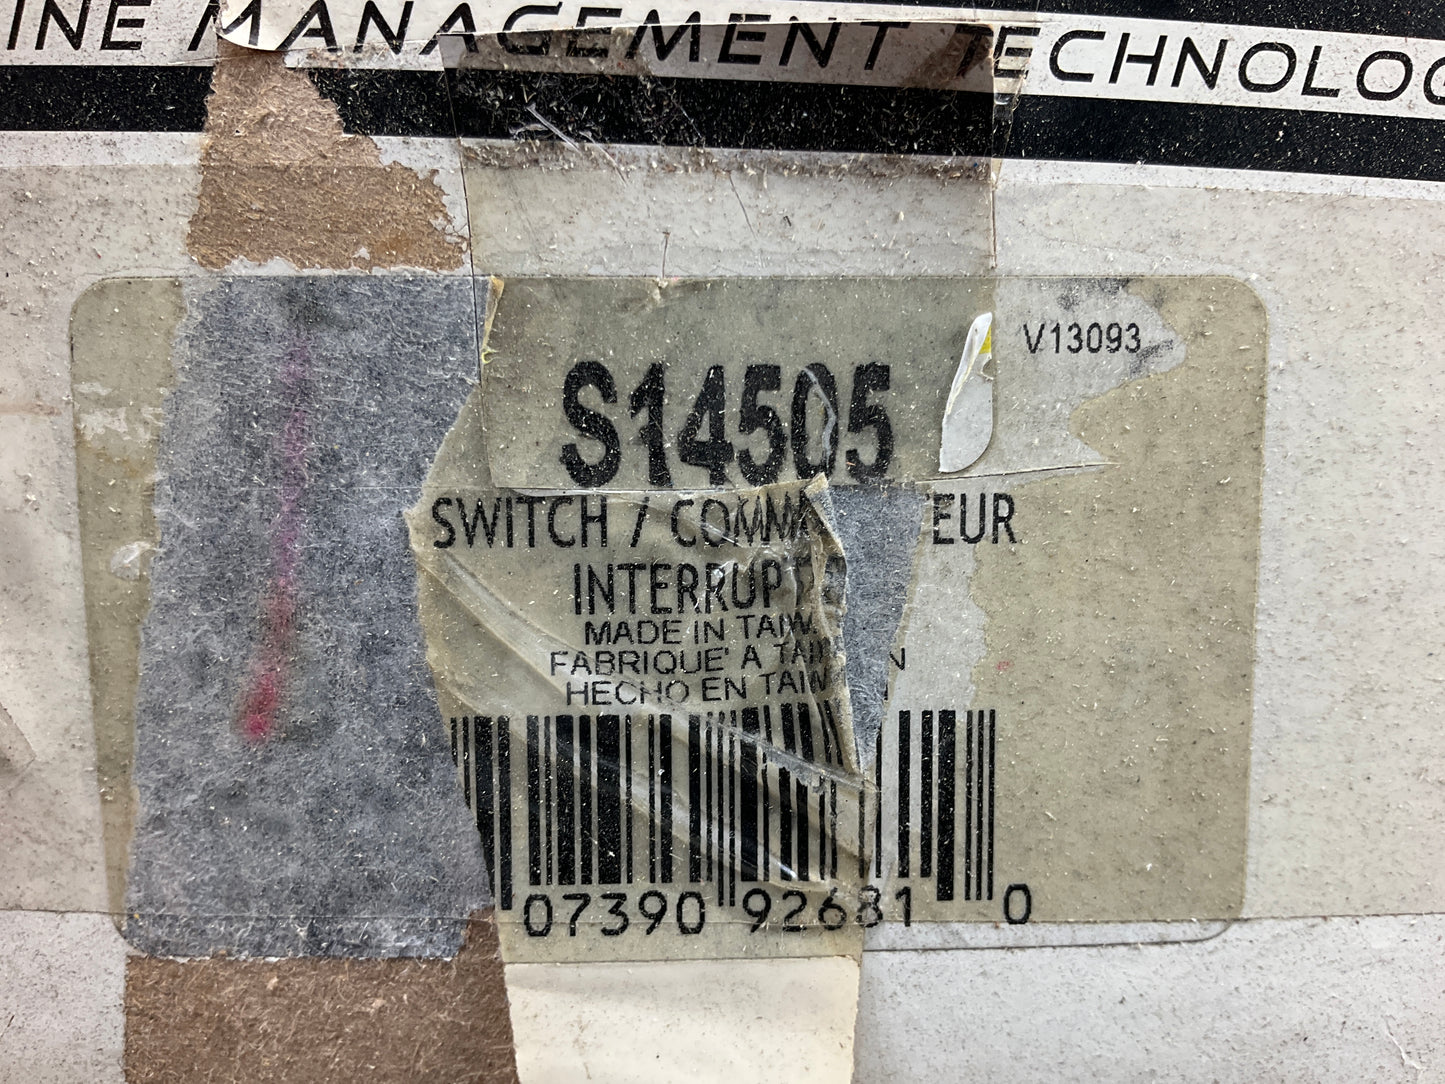 INE MANAGEMENT TECHNOLOG
V13093
S14505
SWITCH / COMM TEUR
INTERRUPT
MADE IN TAIW
FABRIQUE' A TAI N
HECHO EN TAIW N
07390 92681 0